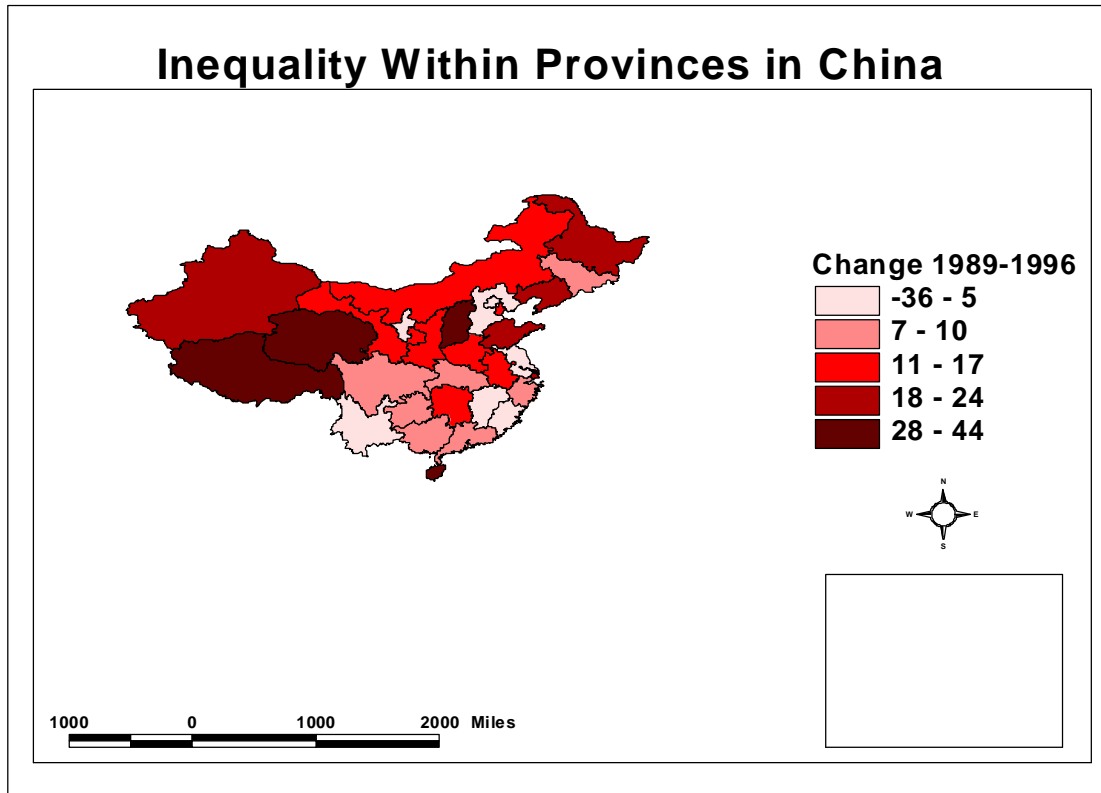 Inequality Within Provinces in China
Change 1989-1996
-36 - 5
7 - 10
11 - 17
18 - 24
28 - 44
N
W E
S
1000 0 1000 2000 Miles